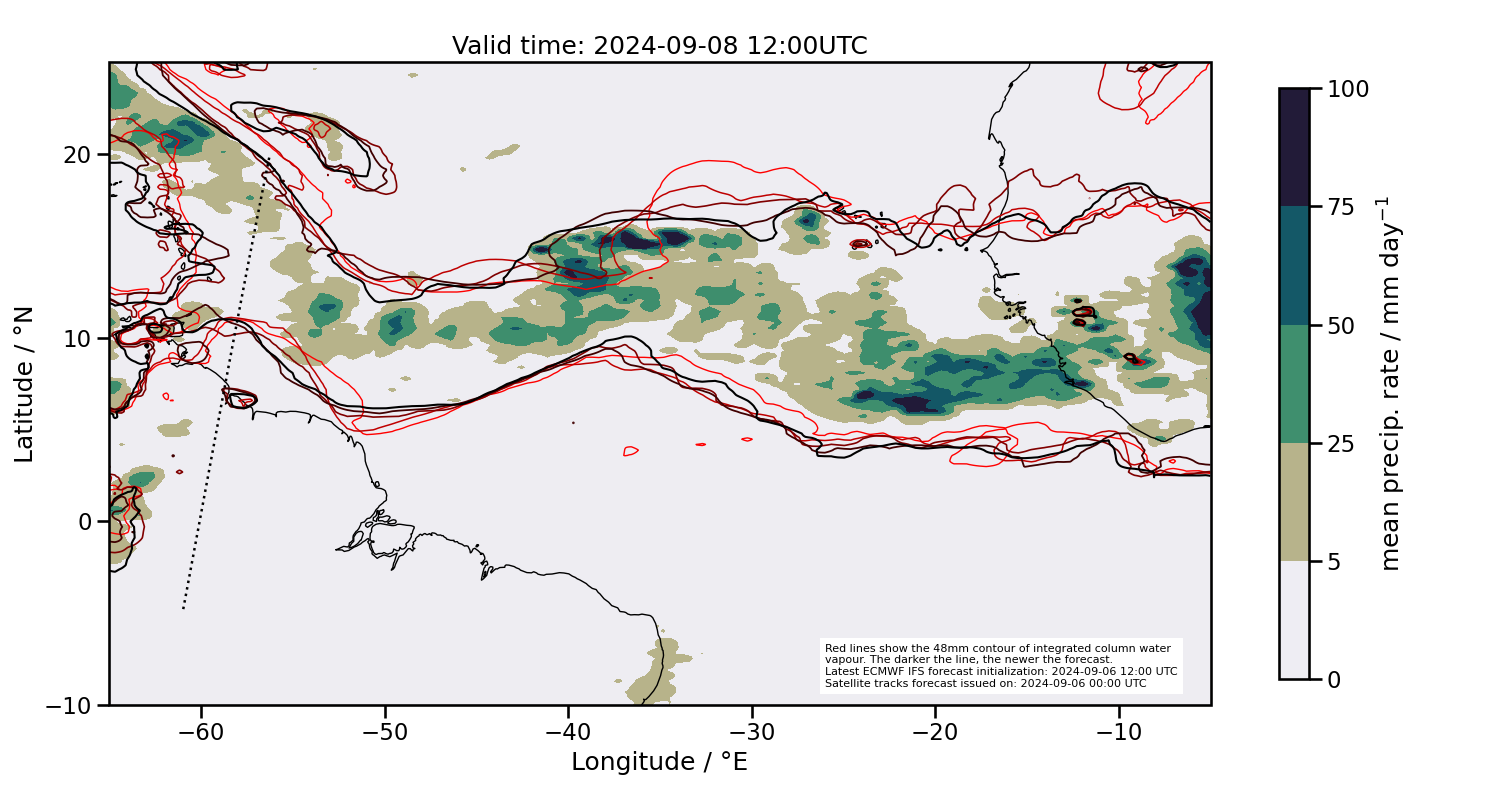 Valid time: 2024-09-08 12:00UTC
20
10
0
−10
Latitude / °N
−60
−50
−40
−30
−20
−10
Longitude / °E
Red lines show the 48mm contour of integrated column water
vapour. The darker the line, the newer the forecast.
Latest ECMWF IFS forecast initialization: 2024-09-06 12:00 UTC
Satellite tracks forecast issued on: 2024-09-06 00:00 UTC
100
75
50
25
5
0
mean precip. rate / mm day⁻¹